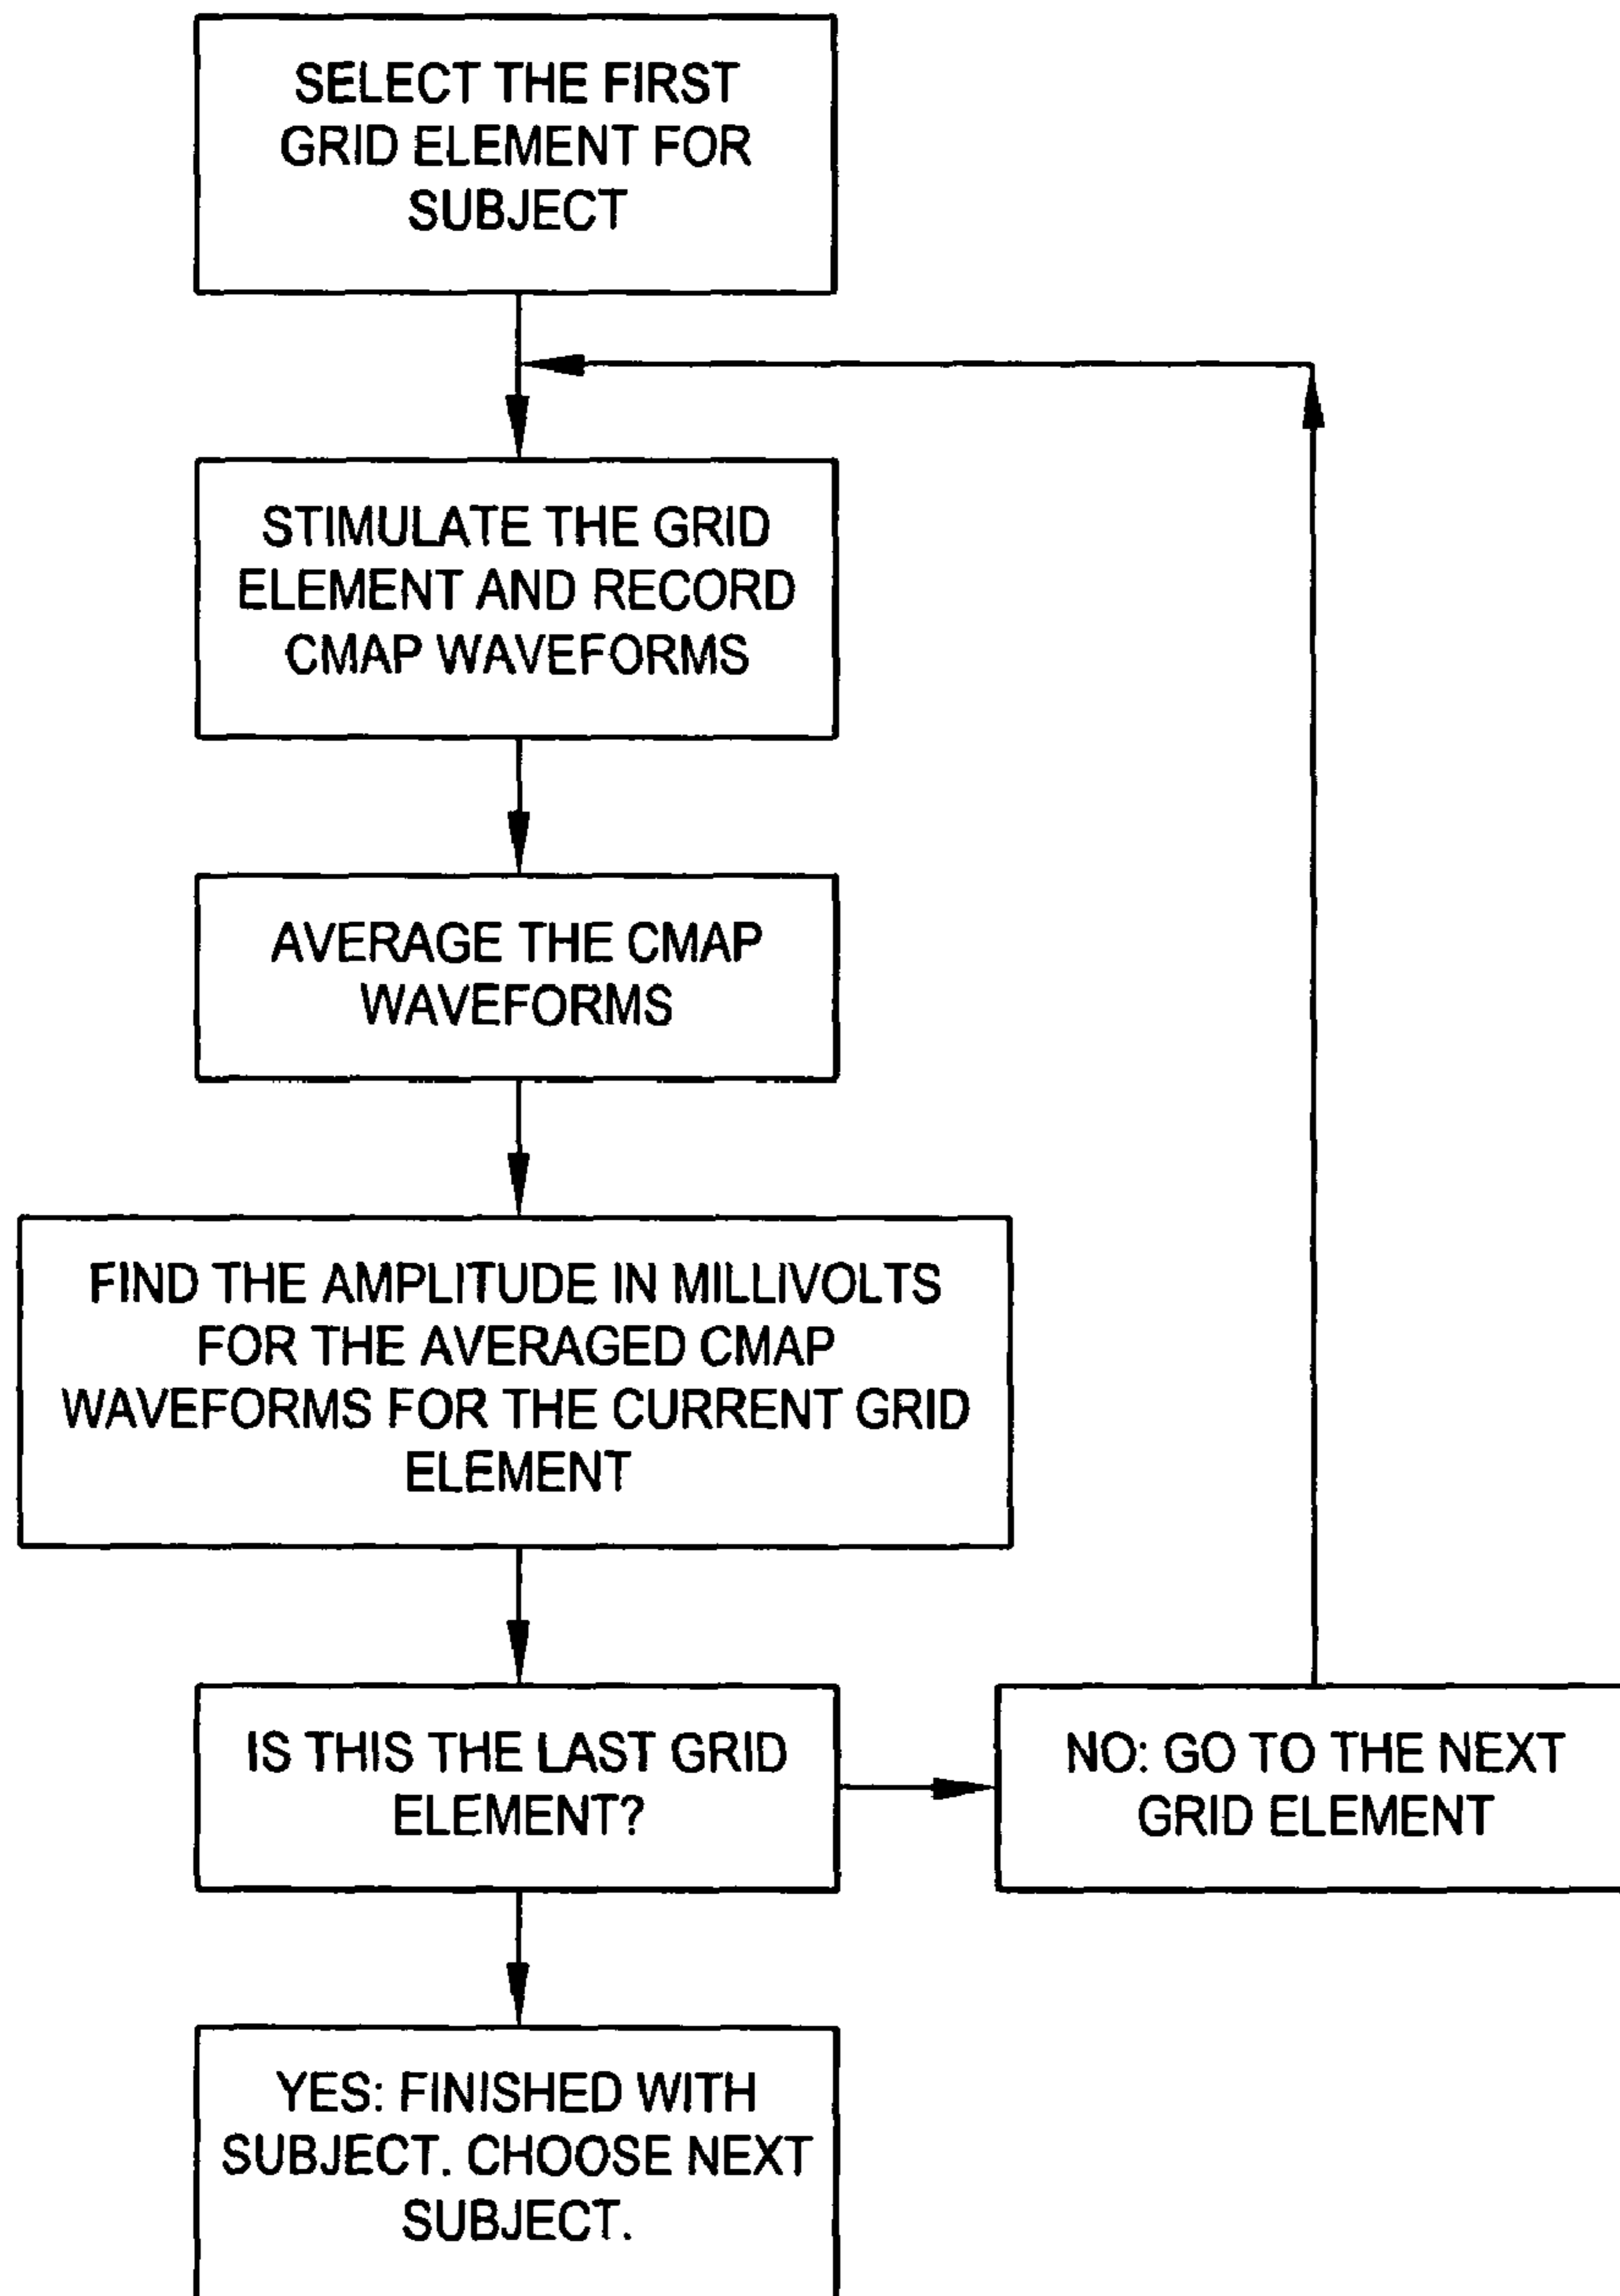 SELECT THE FIRST
GRID ELEMENT FOR
SUBJECT
STIMULATE THE GRID
ELEMENT AND RECORD
CMAP WAVEFORMS
AVERAGE THE CMAP
WAVEFORMS
FIND THE AMPLITUDE IN MILLIVOLTS
FOR THE AVERAGED CMAP
WAVEFORMS FOR THE CURRENT GRID
ELEMENT
IS THIS THE LAST GRID
ELEMENT?
NO: GO TO THE NEXT
GRID ELEMENT
YES: FINISHED WITH
SUBJECT. CHOOSE NEXT
SUBJECT.